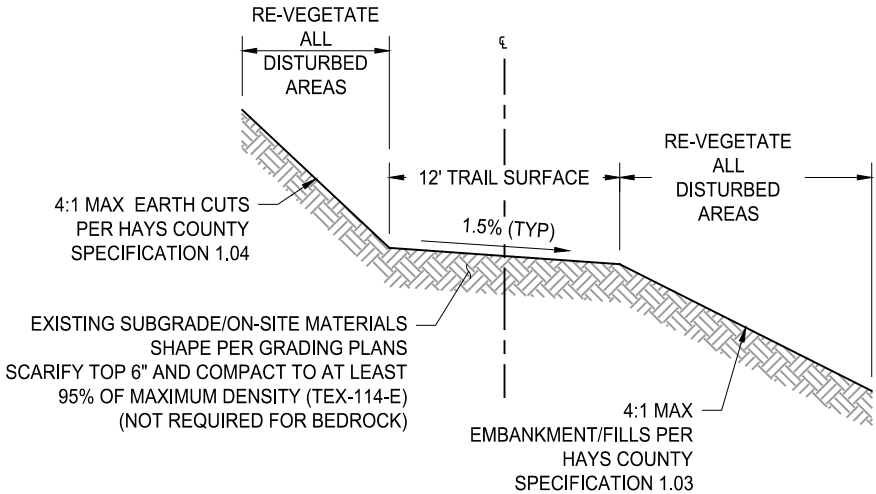 RE-VEGETATE
ALL
DISTURBED
AREAS
℄
RE-VEGETATE
ALL
DISTURBED
AREAS
12' TRAIL SURFACE
4:1 MAX EARTH CUTS
PER HAYS COUNTY
SPECIFICATION 1.04
1.5% (TYP)
EXISTING SUBGRADE/ON-SITE MATERIALS
SHAPE PER GRADING PLANS
SCARIFY TOP 6" AND COMPACT TO AT LEAST
95% OF MAXIMUM DENSITY (TEX-114-E)
(NOT REQUIRED FOR BEDROCK)
4:1 MAX
EMBANKMENT/FILLS PER
HAYS COUNTY
SPECIFICATION 1.03